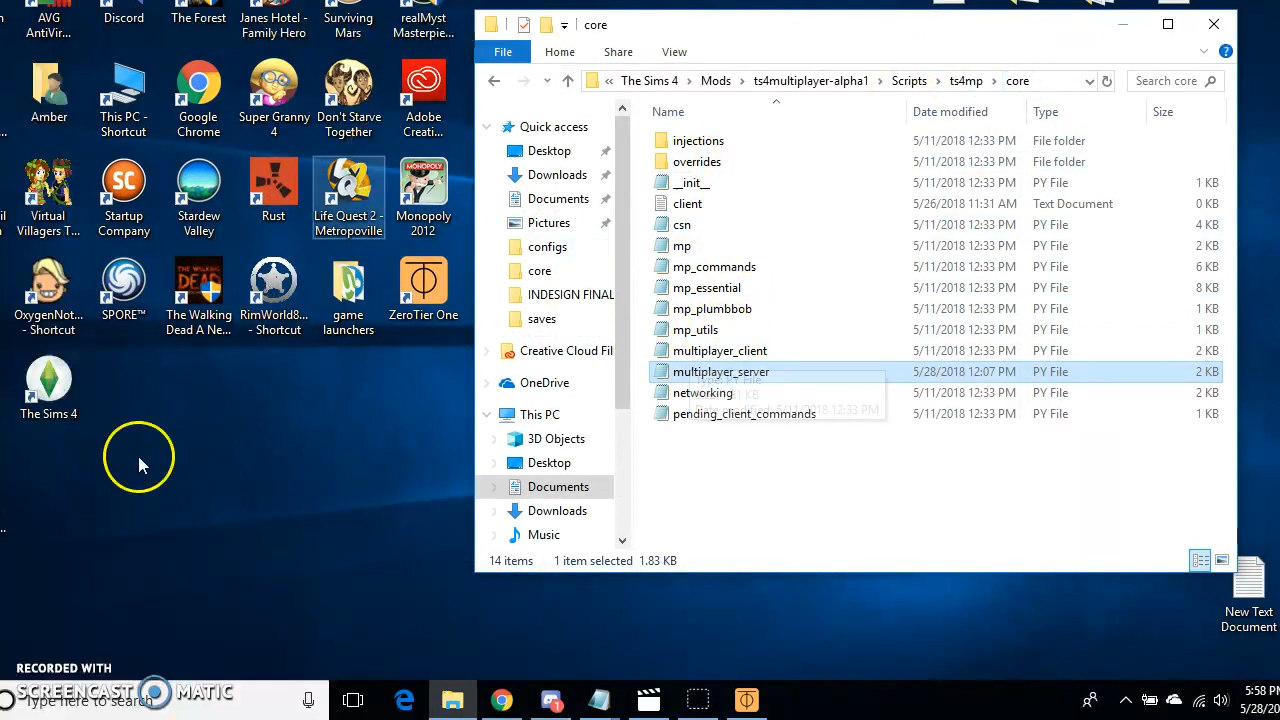 AVG
AntiVir...
Discord
The Forest
Janes Hotel -
Family Hero
Surviving
Mars
realMyst
Masterpie...
Amber
This PC -
Shortcut
Google
Chrome
Super Granny
4
Don't Starve
Together
Adobe
Creati...
Virtual
Villagers T...
Startup
Company
Stardew
Valley
Rust
Life Quest 2 -
Metropoville
Monopoly
2012
OxygenNot...
- Shortcut
SPORE™
The Walking
Dead A Ne...
RimWorld8...
- Shortcut
game
launchers
ZeroTier One
The Sims 4
core
File Home Share View
« The Sims 4 > Mods > ts4multiplayer-alpha1 > Scripts > ts4mp > core
Search core
Name Date modified Type Size
injections 5/11/2018 12:33 PM File folder
overrides 5/11/2018 12:33 PM File folder
__init__ 5/11/2018 12:33 PM PY File 1 KB
client 5/26/2018 11:31 AM Text Document 0 KB
csn 5/11/2018 12:33 PM PY File 4 KB
mp 5/11/2018 12:33 PM PY File 2 KB
mp_commands 5/11/2018 12:33 PM PY File 6 KB
mp_essential 5/11/2018 12:33 PM PY File 8 KB
mp_plumbbob 5/11/2018 12:33 PM PY File 2 KB
mp_utils 5/11/2018 12:33 PM PY File 1 KB
multiplayer_client 5/11/2018 12:33 PM PY File 2 KB
multiplayer_server 5/28/2018 12:07 PM PY File 2 KB
networking 5/11/2018 12:33 PM PY File 2 KB
pending_client_commands 5/11/2018 12:33 PM PY File 1 KB
Type: PY File
Date modified: 5/11/2018 12:33 PM
Quick access
Desktop
Downloads
Documents
Pictures
configs
core
INDESIGN FINAL
saves
Creative Cloud Fil
OneDrive
This PC
3D Objects
Desktop
Documents
Downloads
Music
14 items 1 item selected 1.83 KB
New Text
Document
RECORDED WITH
SCREENCAST MATIC
Type here to search
5:58 PM
5/28/20